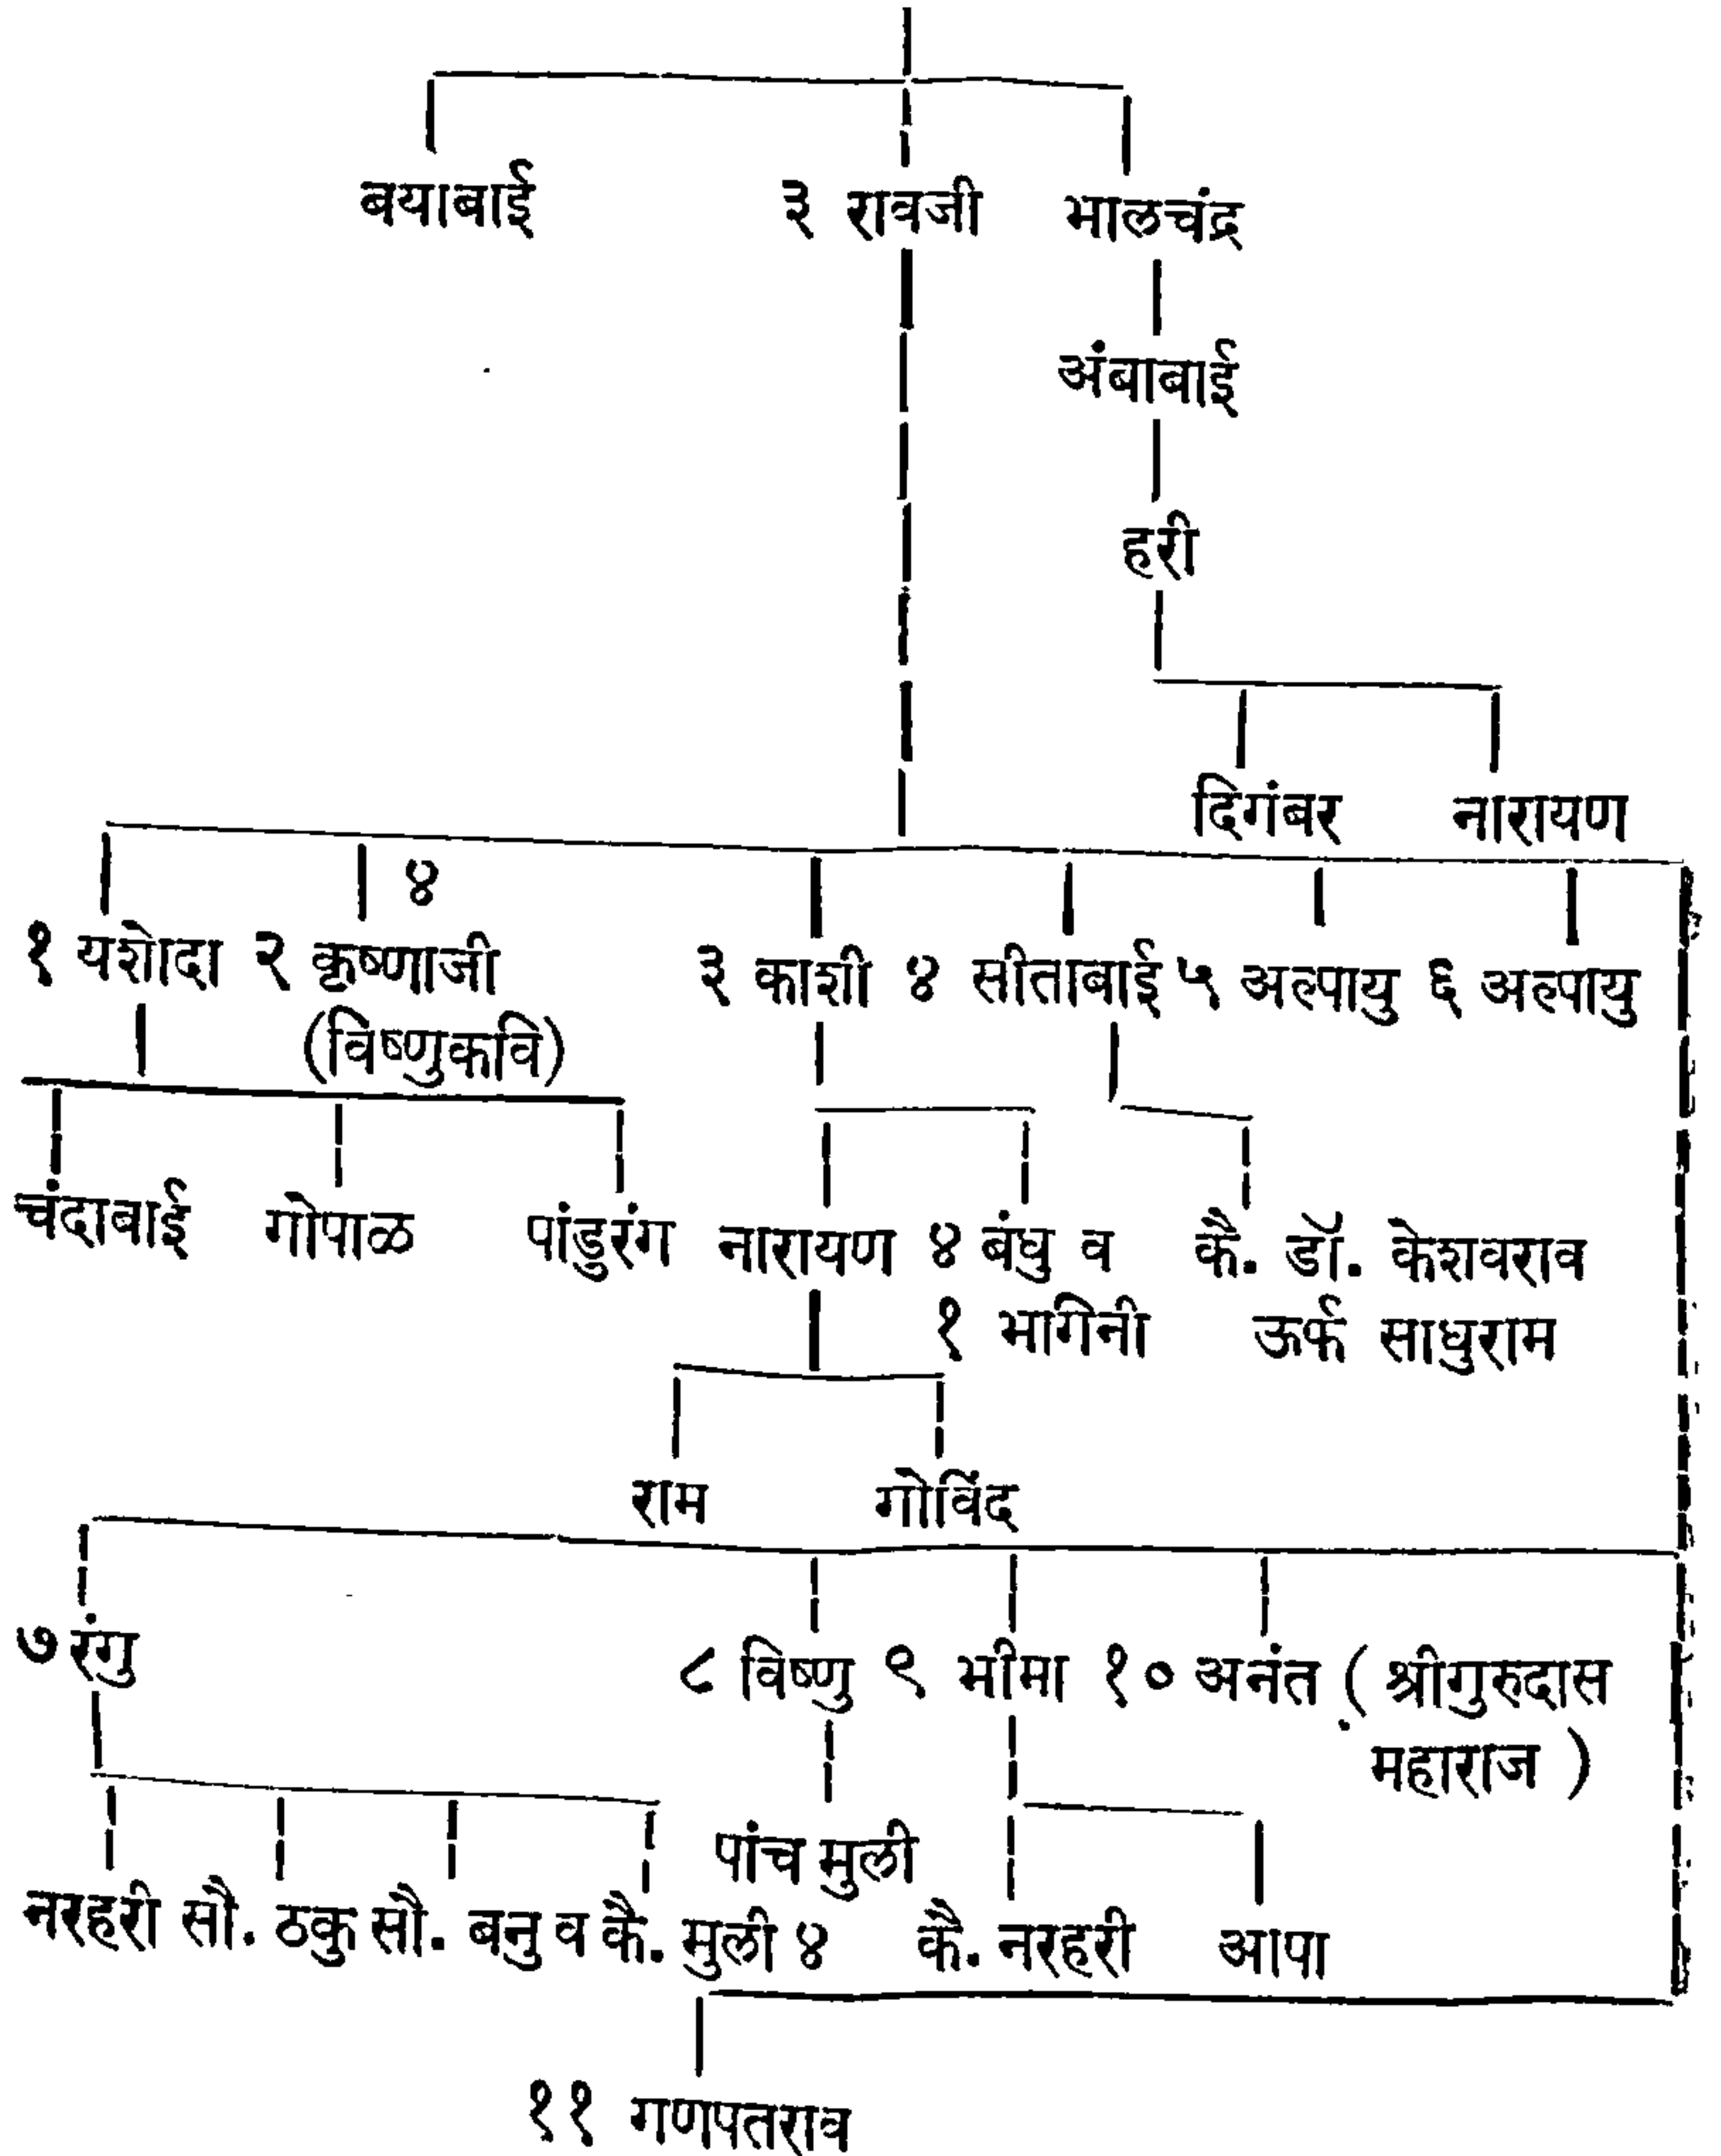 बयाबाई ३ रावजी भालचंद्र
अंबाबाई
हरी
दिगंबर नारायण
४
१ यशोदा २ कृष्णाजी ३ काशी ४ सीताबाई ५ अल्पायु ६ अल्पायु
(विष्णुकवि)
चंदाबाई गोपाळ पांडुरंग नारायण ४ बंधु व कै. डॉ. केशवराव
१ भगिनी ऊर्फ साधुराम
राम गोविंद
७ रंगु ८ विष्णु ९ भीमा १० अनंत ( श्रीगुरुदास
महाराज )
पांच मुली
नरहरी सौ. ठकु सौ. बनु व कै. मुली ४ कै. नरहरी आपा
११ गणपतराव